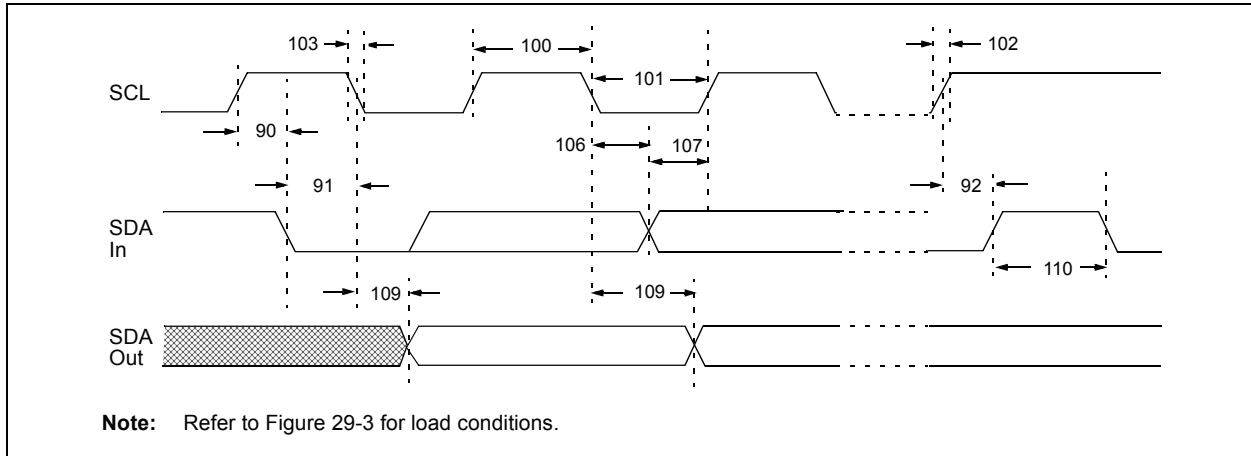 103
100
102
SCL
101
90
106
107
91
92
SDA
In
110
109
109
SDA
Out
Note: Refer to Figure 29-3 for load conditions.